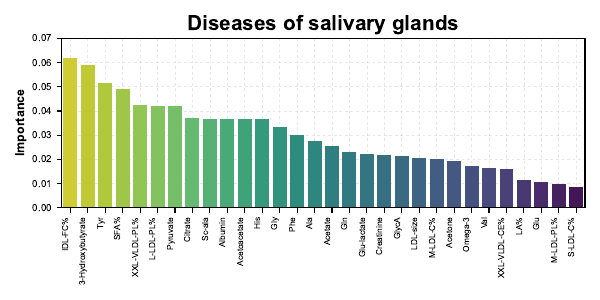 Diseases of salivary glands
Importance
0.07
0.06
0.05
0.04
0.03
0.02
0.01
0.00
IDL-FC%
3-Hydroxybutyrate
Tyr
SFA%
XXL-VLDL-PL%
L-LDL-PL%
Pyruvate
Citrate
Sc-ala
Albumin
Acetoacetate
His
Gly
Phe
Ala
Acetate
Gln
Glu-lactate
Creatinine
GlycA
LDL-size
M-LDL-C%
Acetone
Omega-3
Val
XXL-VLDL-CE%
LA%
Glu
M-LDL-PL%
S-LDL-C%